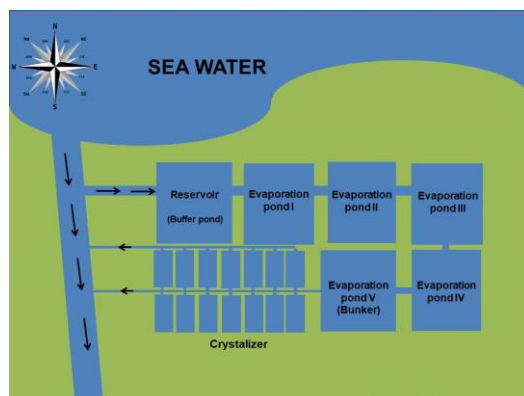 N
W
E
S
SEA WATER
Reservoir
(Buffer pond)
Evaporation
pond I
Evaporation
pond II
Evaporation
pond III
Evaporation
pond V
(Bunker)
Evaporation
pond IV
Crystalizer